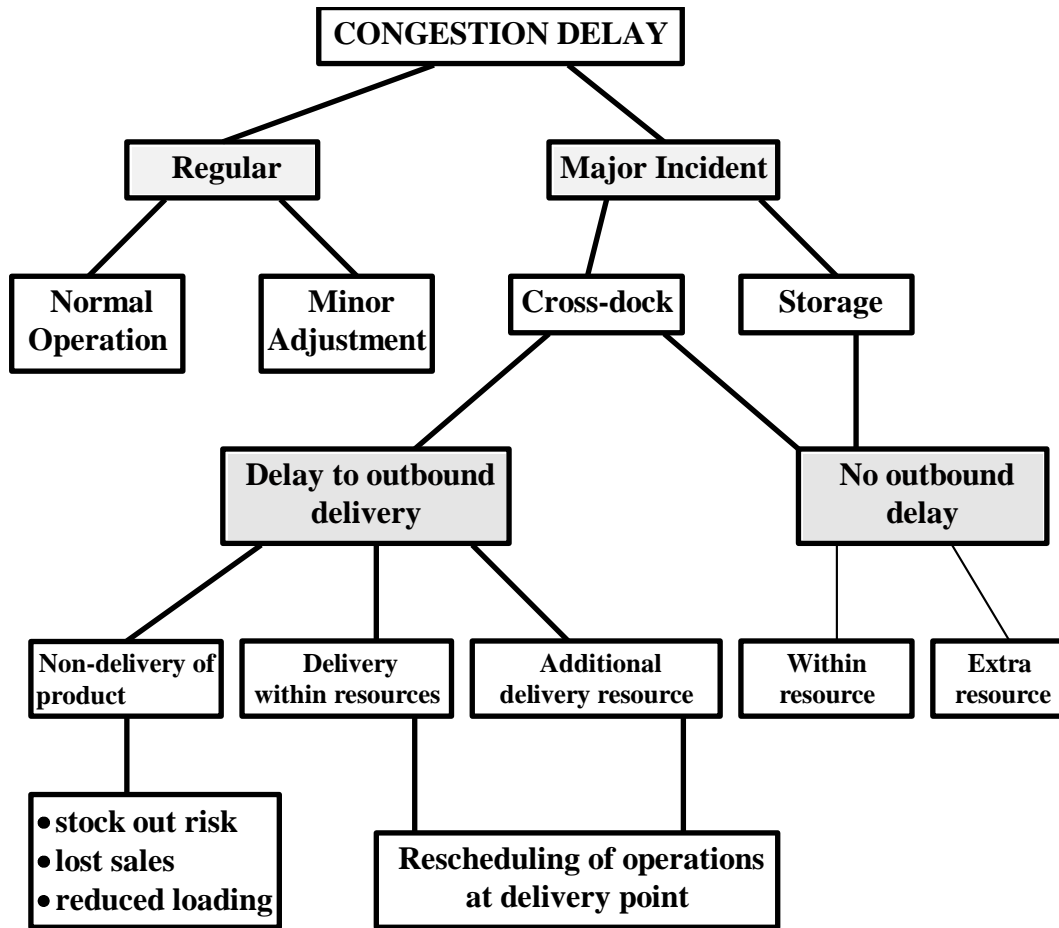 CONGESTION DELAY
Regular
Major Incident
Normal
Operation
Minor
Adjustment
Cross-dock
Storage
Delay to outbound
delivery
No outbound
delay
Non-delivery of
product
Delivery
within resources
Additional
delivery resource
Within
resource
Extra
resource
• stock out risk
• lost sales
• reduced loading
Rescheduling of operations
at delivery point